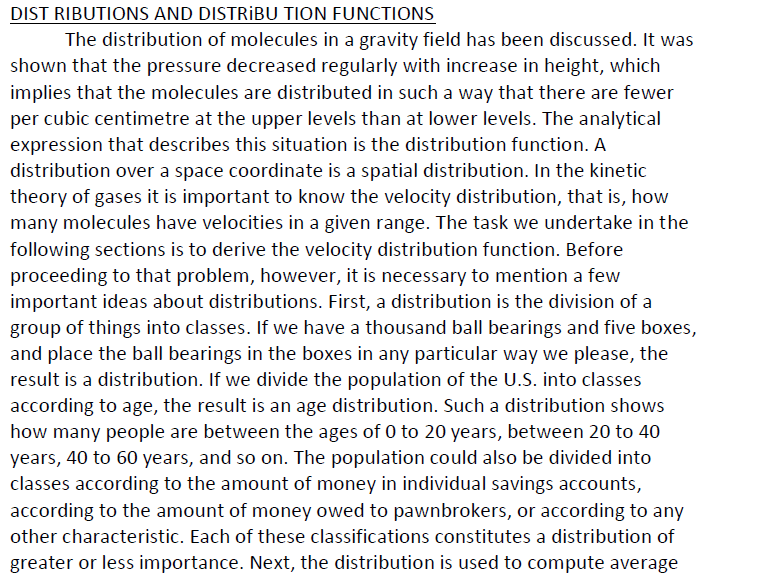 DIST RIBUTIONS AND DISTRiBU TION FUNCTIONS
The distribution of molecules in a gravity field has been discussed. It was
shown that the pressure decreased regularly with increase in height, which
implies that the molecules are distributed in such a way that there are fewer
per cubic centimetre at the upper levels than at lower levels. The analytical
expression that describes this situation is the distribution function. A
distribution over a space coordinate is a spatial distribution. In the kinetic
theory of gases it is important to know the velocity distribution, that is, how
many molecules have velocities in a given range. The task we undertake in the
following sections is to derive the velocity distribution function. Before
proceeding to that problem, however, it is necessary to mention a few
important ideas about distributions. First, a distribution is the division of a
group of things into classes. If we have a thousand ball bearings and five boxes,
and place the ball bearings in the boxes in any particular way we please, the
result is a distribution. If we divide the population of the U.S. into classes
according to age, the result is an age distribution. Such a distribution shows
how many people are between the ages of 0 to 20 years, between 20 to 40
years, 40 to 60 years, and so on. The population could also be divided into
classes according to the amount of money in individual savings accounts,
according to the amount of money owed to pawnbrokers, or according to any
other characteristic. Each of these classifications constitutes a distribution of
greater or less importance. Next, the distribution is used to compute average